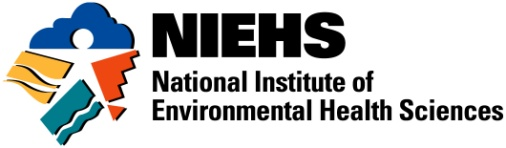 NIEHS
National Institute of
Environmental Health Sciences